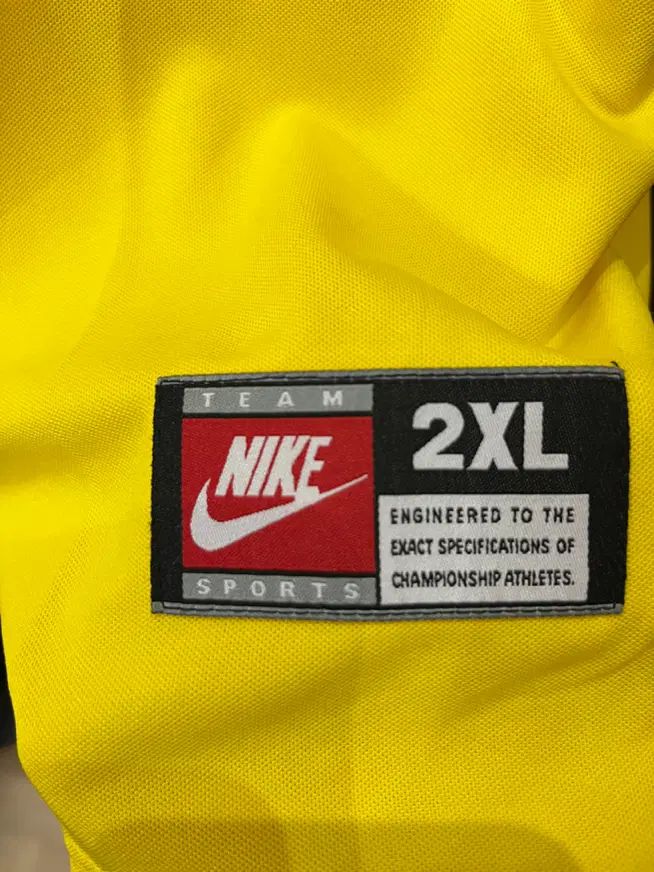 TEAM
NIKE
SPORTS
2XL
ENGINEERED TO THE
EXACT SPECIFICATIONS OF
CHAMPIONSHIP ATHLETES.